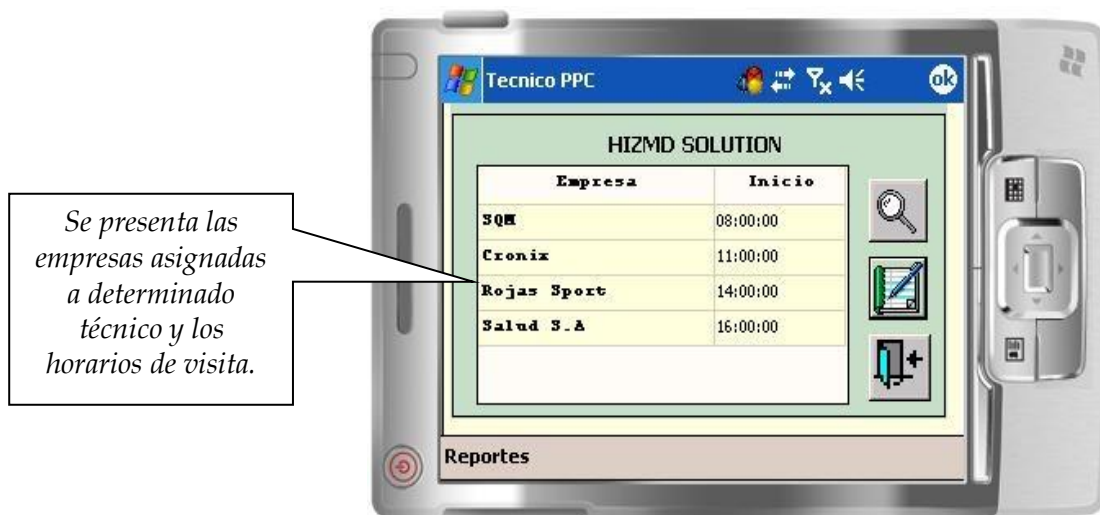 Se presenta las
empresas asignadas
a determinado
técnico y los
horarios de visita.
Tecnico PPC
ok
HIZMD SOLUTION
Empresa Inicio
SQM 08:00:00
Cronix 11:00:00
Rojas Sport 14:00:00
Salud S.A 16:00:00
Reportes